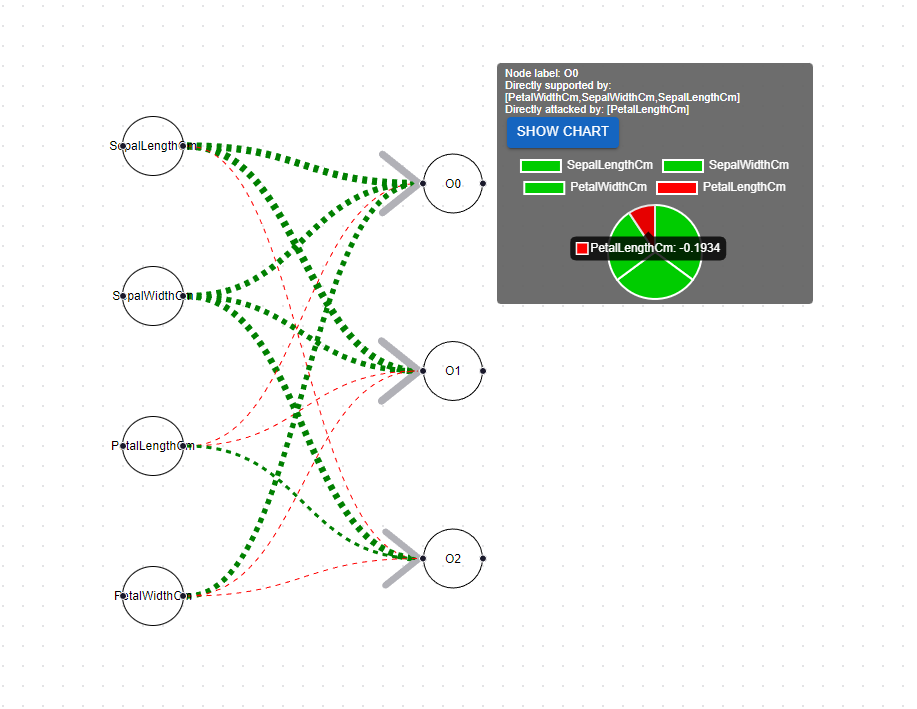 Node label: O0
Directly supported by:
[PetalWidthCm,SepalWidthCm,SepalLengthCm]
Directly attacked by: [PetalLengthCm]
SHOW CHART
SepalLengthCm SepalWidthCm
PetalWidthCm PetalLengthCm
PetalLengthCm: -0.1934
SepalLengthCm
O0
SepalWidthCm
O1
PetalLengthCm
O2
PetalWidthCm